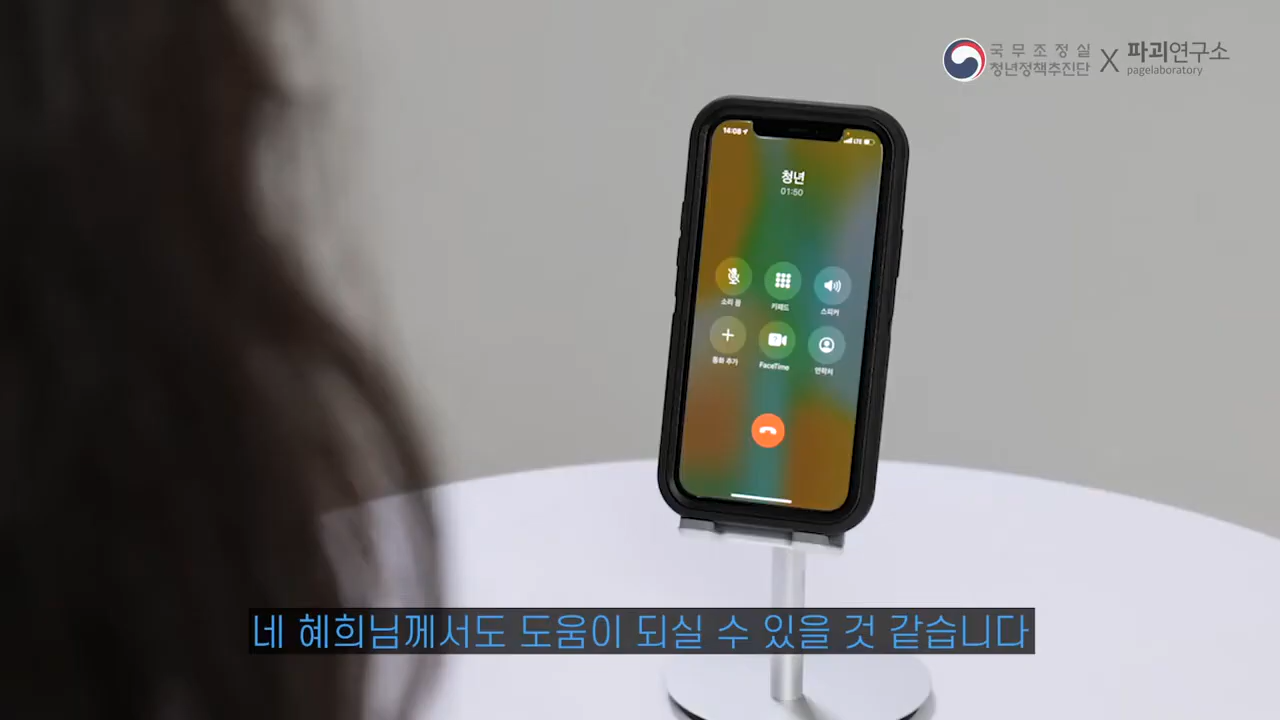 국무조정실
청년정책추진단
X
파괴연구소
pagelaboratory
14:08
LTE
청년
01:50
소리 끔
키패드
스피커
통화 추가
FaceTime
연락처
네 혜희님께서도 도움이 되실 수 있을 것 같습니다